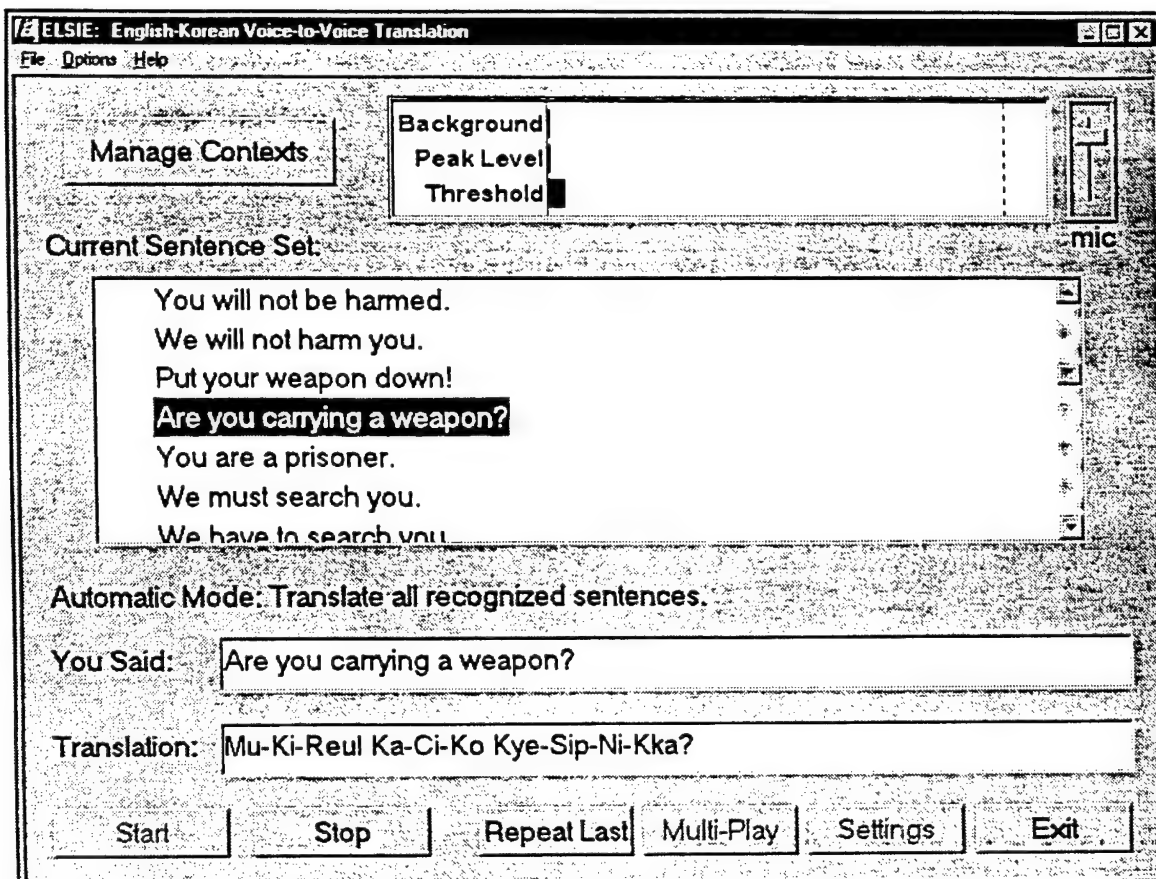 ELSIE: English-Korean Voice-to-Voice Translation
File Options Help
Manage Contexts
Background
Peak Level
Threshold
mic
Current Sentence Set:
You will not be harmed.
We will not harm you.
Put your weapon down!
Are you carrying a weapon?
You are a prisoner.
We must search you.
We have to search you
Automatic Mode: Translate all recognized sentences.
You Said: Are you carrying a weapon?
Translation: Mu-Ki-Reul Ka-Ci-Ko Kye-Sip-Ni-Kka?
Start Stop Repeat Last Multi-Play Settings Exit